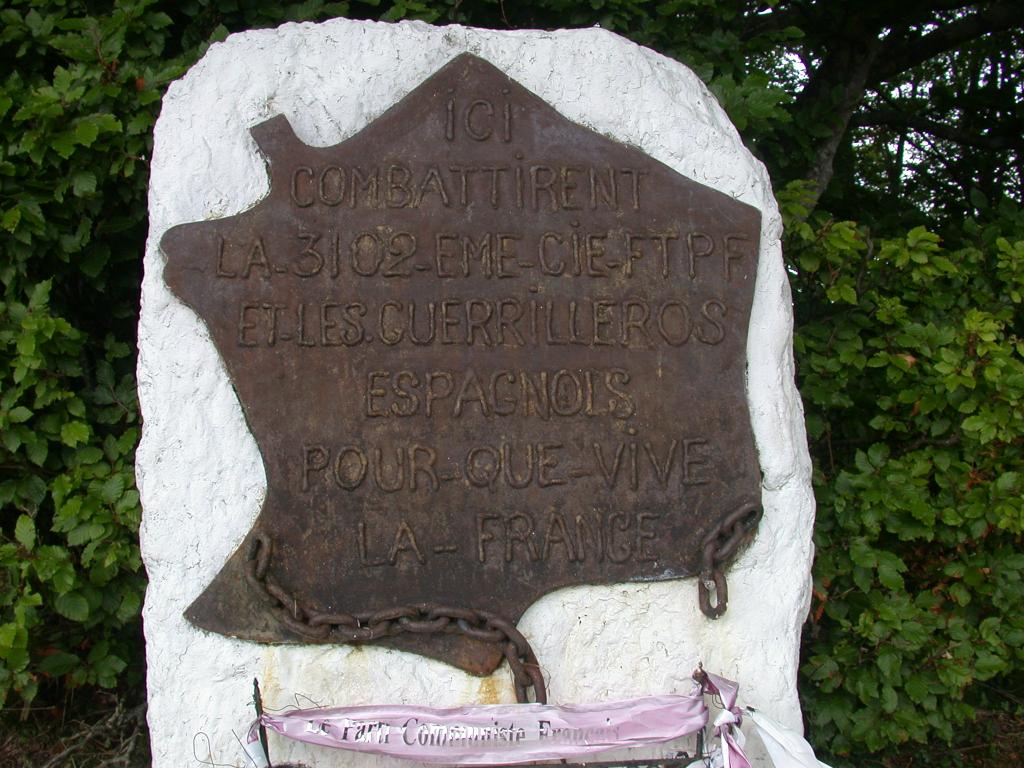 iCi
COMBATTiRENT
LA-3102-EME-CiE-FTPF
ET-LES.GUERRiLLEROS
ESPAGNOLS
POUR-QUE-ViVE
LA-FRANCE
Le Parti Communiste Français